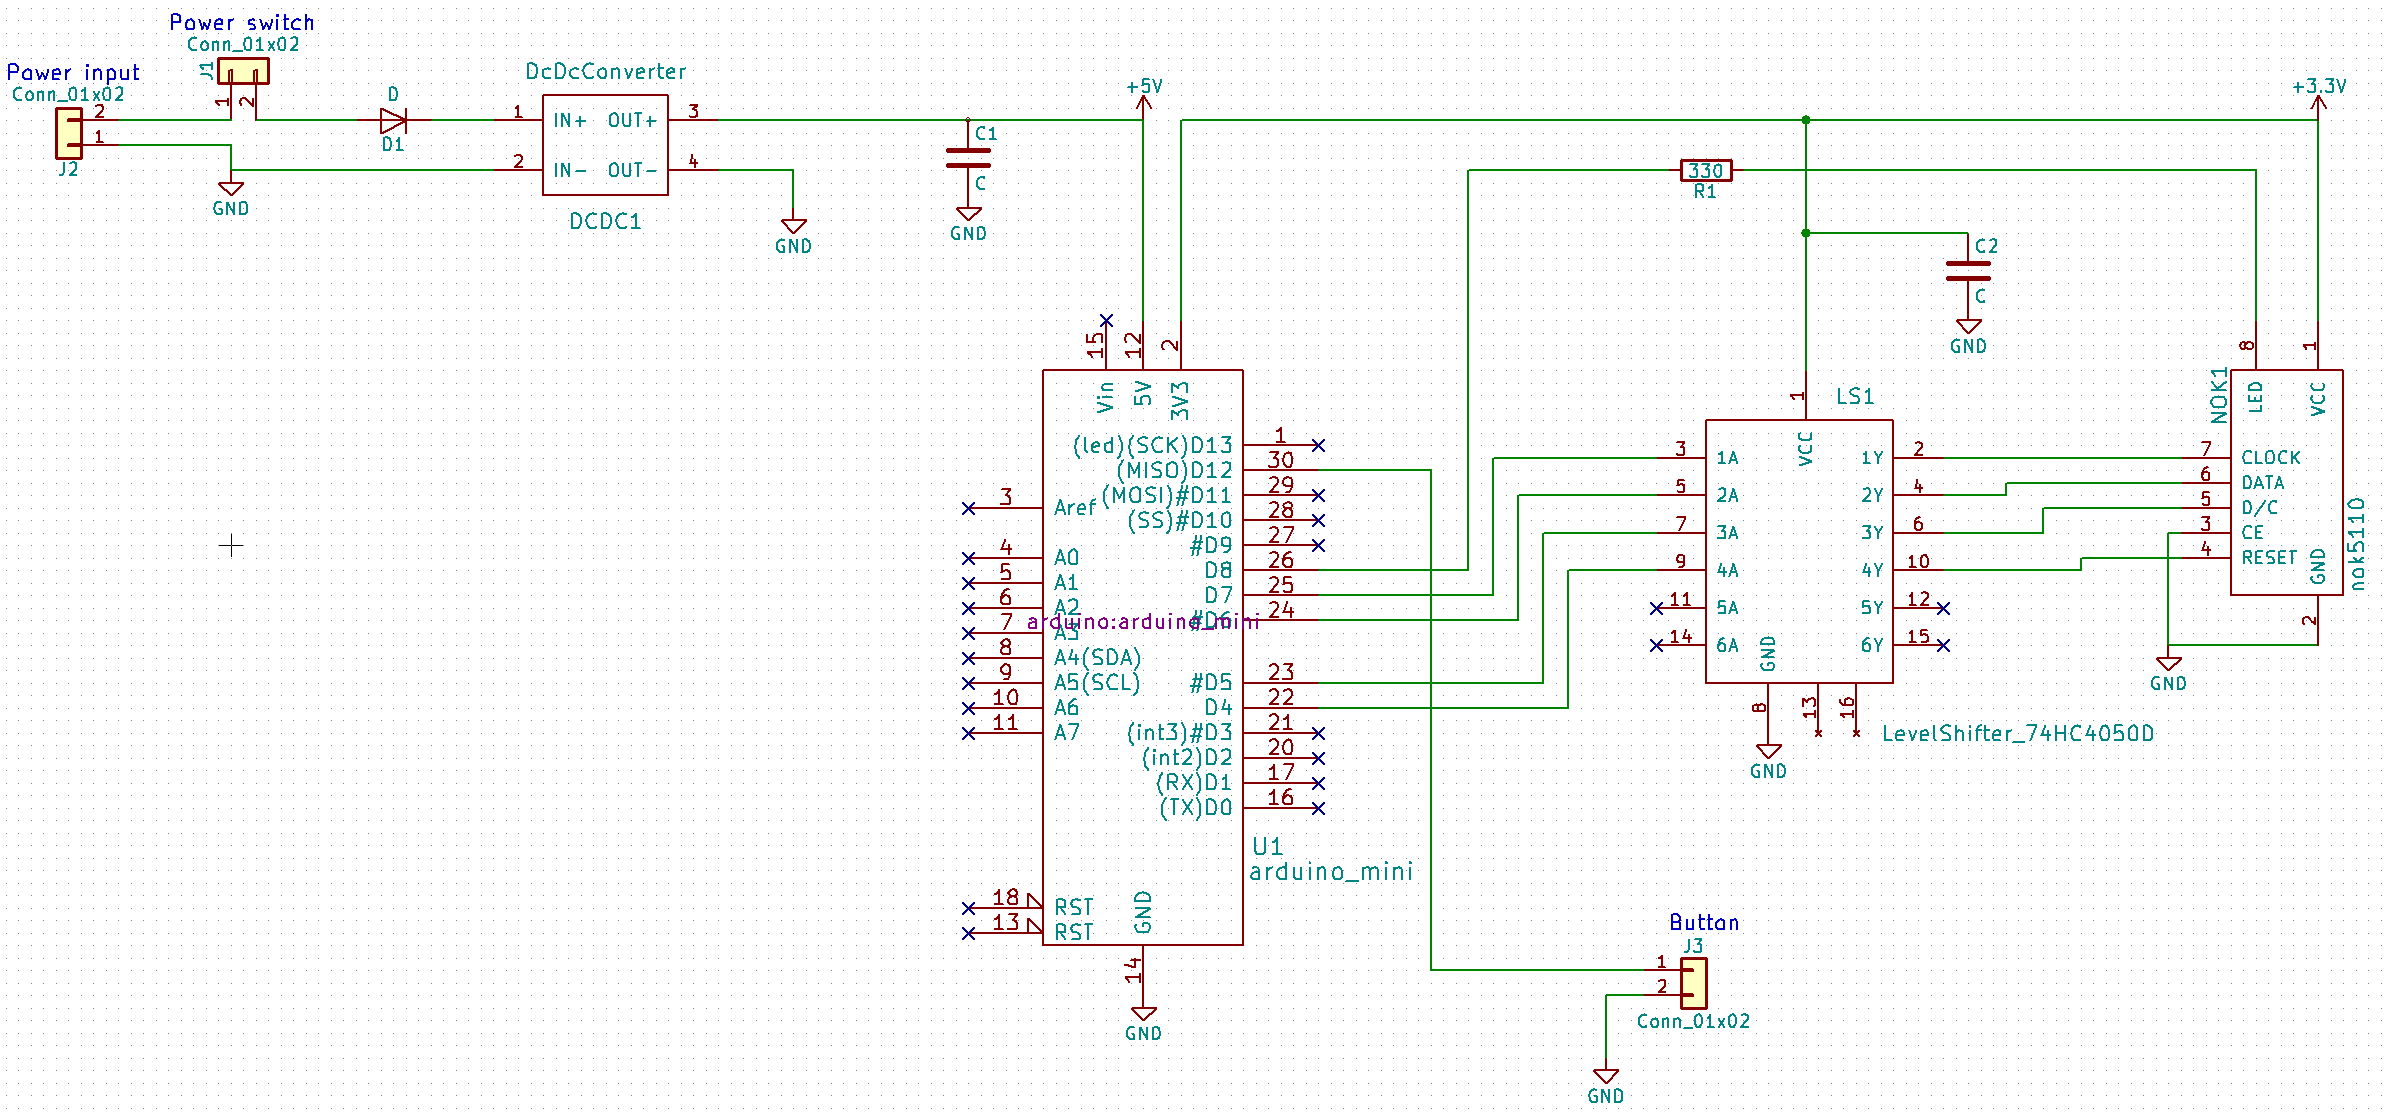 Power switch
Conn_01x02
J1
1
2
Power input
Conn_01x02
2
1
J2
GND
D
D1
DcDcConverter
1 IN+ OUT+ 3
2 IN- OUT- 4
DCDC1
GND
C1
C
GND
+5V
+3.3V
330
R1
C2
C
GND
15
12
2
Vin
5V
3V3
(led)(SCK)D13 1
(MISO)D12 30
(MOSI)#D11 29
(SS)#D10 28
#D9 27
D8 26
D7 25
#D6 24
#D5 23
D4 22
(int3)#D3 21
(int2)D2 20
(RX)D1 17
(TX)D0 16
3 Aref
4 A0
5 A1
6 A2
7 A3
8 A4(SDA)
9 A5(SCL)
10 A6
11 A7
arduino:arduino_mini
18 RST
13 RST
GND
14
GND
U1
arduino_mini
LS1
1
VCC
3 1A 1Y 2
5 2A 2Y 4
7 3A 3Y 6
9 4A 4Y 10
11 5A 5Y 12
14 6A 6Y 15
GND
8
13
16
GND
LevelShifter_74HC4050D
NOK1
8
1
LED
VCC
7 CLOCK
6 DATA
5 D/C
3 CE
4 RESET
GND
2
nok5110
GND
Button
J3
1
2
Conn_01x02
GND